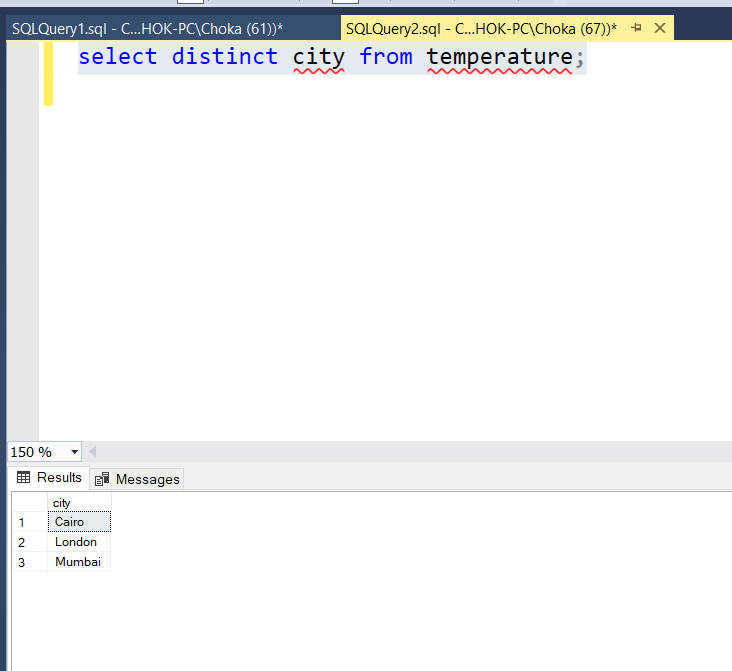 SQLQuery1.sql - C...HOK-PC\Choka (61))* SQLQuery2.sql - C...HOK-PC\Choka (67))*
select distinct city from temperature;
150 %
Results Messages
city
1 Cairo
2 London
3 Mumbai